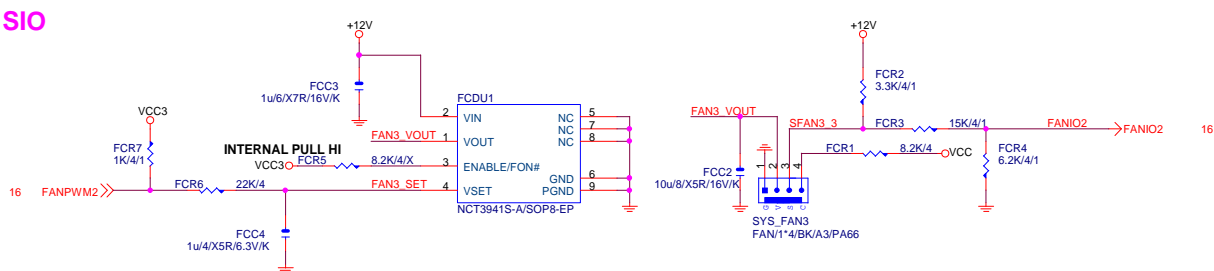 SIO
+12V
FCC3
1u/6/X7R/16V/K
VCC3
FCR7
1K/4/1
INTERNAL PULL HI
VCC3
FCR5
8.2K/4/X
16
FANPWM2
FCR6
22K/4
FAN3_SET
FAN3_VOUT
FCC4
1u/4/X5R/6.3V/K
FCDU1
2
VIN
NC
5
NC
7
1
VOUT
NC
8
3
ENABLE/FON#
GND
6
4
VSET
PGND
9
NCT3941S-A/SOP8-EP
+12V
FCR2
3.3K/4/1
FAN3_VOUT
SFAN3_3
FCR3
15K/4/1
FANIO2
FANIO2
16
FCR1
8.2K/4
VCC
FCR4
6.2K/4/1
FCC2
10u/8/X5R/16V/K
1
2
3
4
G
V
S
C
SYS_FAN3
FAN/1*4/BK/A3/PA66